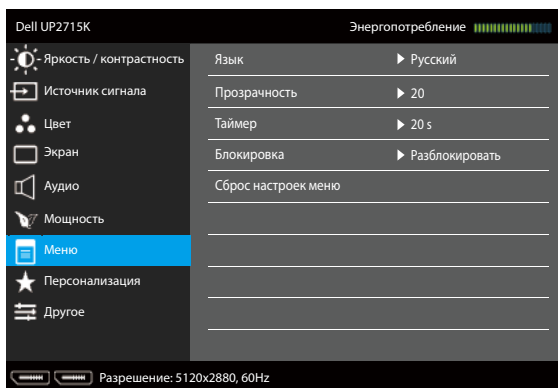 Dell UP2715K Энергопотребление
Яркость / контрастность
Источник сигнала
Цвет
Экран
Аудио
Мощность
Меню
Персонализация
Другое
Язык Русский
Прозрачность 20
Таймер 20 s
Блокировка Разблокировать
Сброс настроек меню
Разрешение: 5120x2880, 60Hz